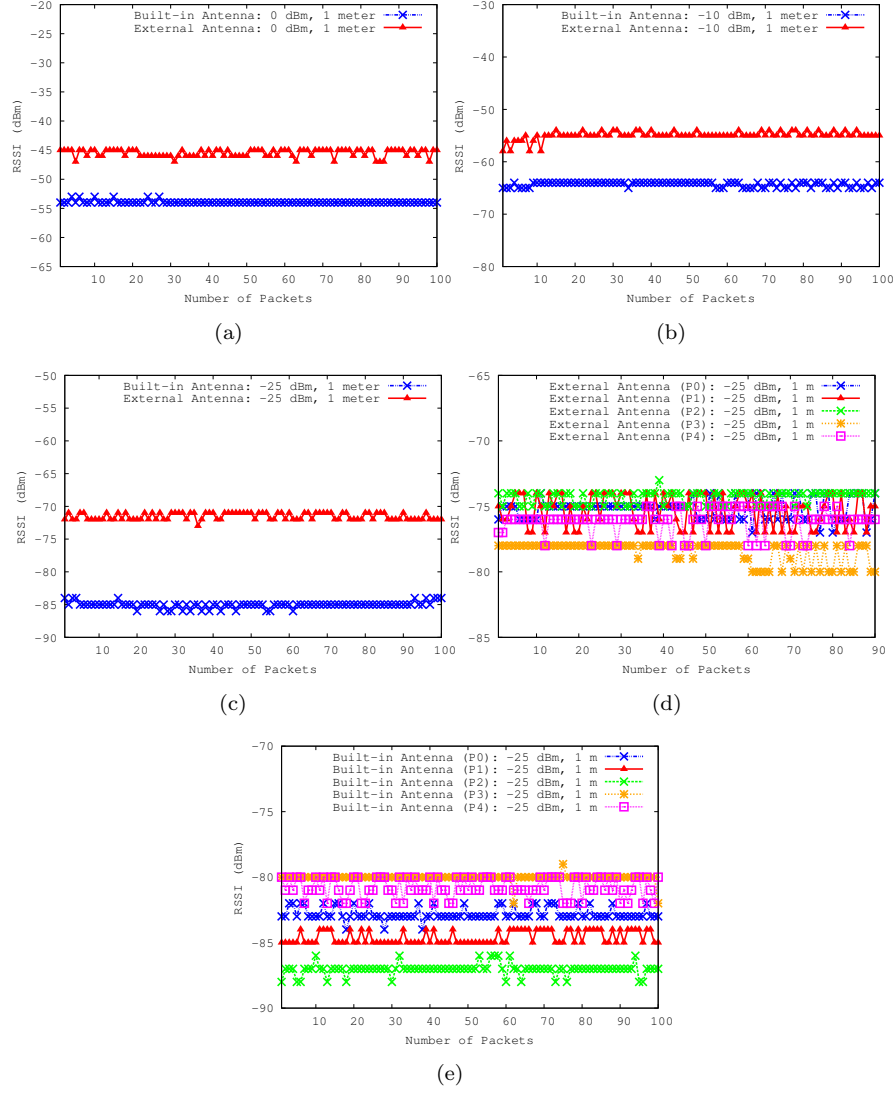 -20
-25
-30
-35
-40
-45
-50
-55
-60
-65
RSSI (dBm)
Built-in Antenna: 0 dBm, 1 meter
External Antenna: 0 dBm, 1 meter
10 20 30 40 50 60 70 80 90 100
Number of Packets
(a)
-30
-40
-50
-60
-70
-80
RSSI (dBm)
Built-in Antenna: -10 dBm, 1 meter
External Antenna: -10 dBm, 1 meter
10 20 30 40 50 60 70 80 90 100
Number of Packets
(b)
-50
-55
-60
-65
-70
-75
-80
-85
-90
RSSI (dBm)
Built-in Antenna: -25 dBm, 1 meter
External Antenna: -25 dBm, 1 meter
10 20 30 40 50 60 70 80 90 100
Number of Packets
(c)
-65
-70
-75
-80
-85
RSSI (dBm)
External Antenna (P0): -25 dBm, 1 m
External Antenna (P1): -25 dBm, 1 m
External Antenna (P2): -25 dBm, 1 m
External Antenna (P3): -25 dBm, 1 m
External Antenna (P4): -25 dBm, 1 m
10 20 30 40 50 60 70 80 90
Number of Packets
(d)
-70
-75
-80
-85
-90
RSSI (dBm)
Built-in Antenna (P0): -25 dBm, 1 m
Built-in Antenna (P1): -25 dBm, 1 m
Built-in Antenna (P2): -25 dBm, 1 m
Built-in Antenna (P3): -25 dBm, 1 m
Built-in Antenna (P4): -25 dBm, 1 m
10 20 30 40 50 60 70 80 90 100
Number of Packets
(e)